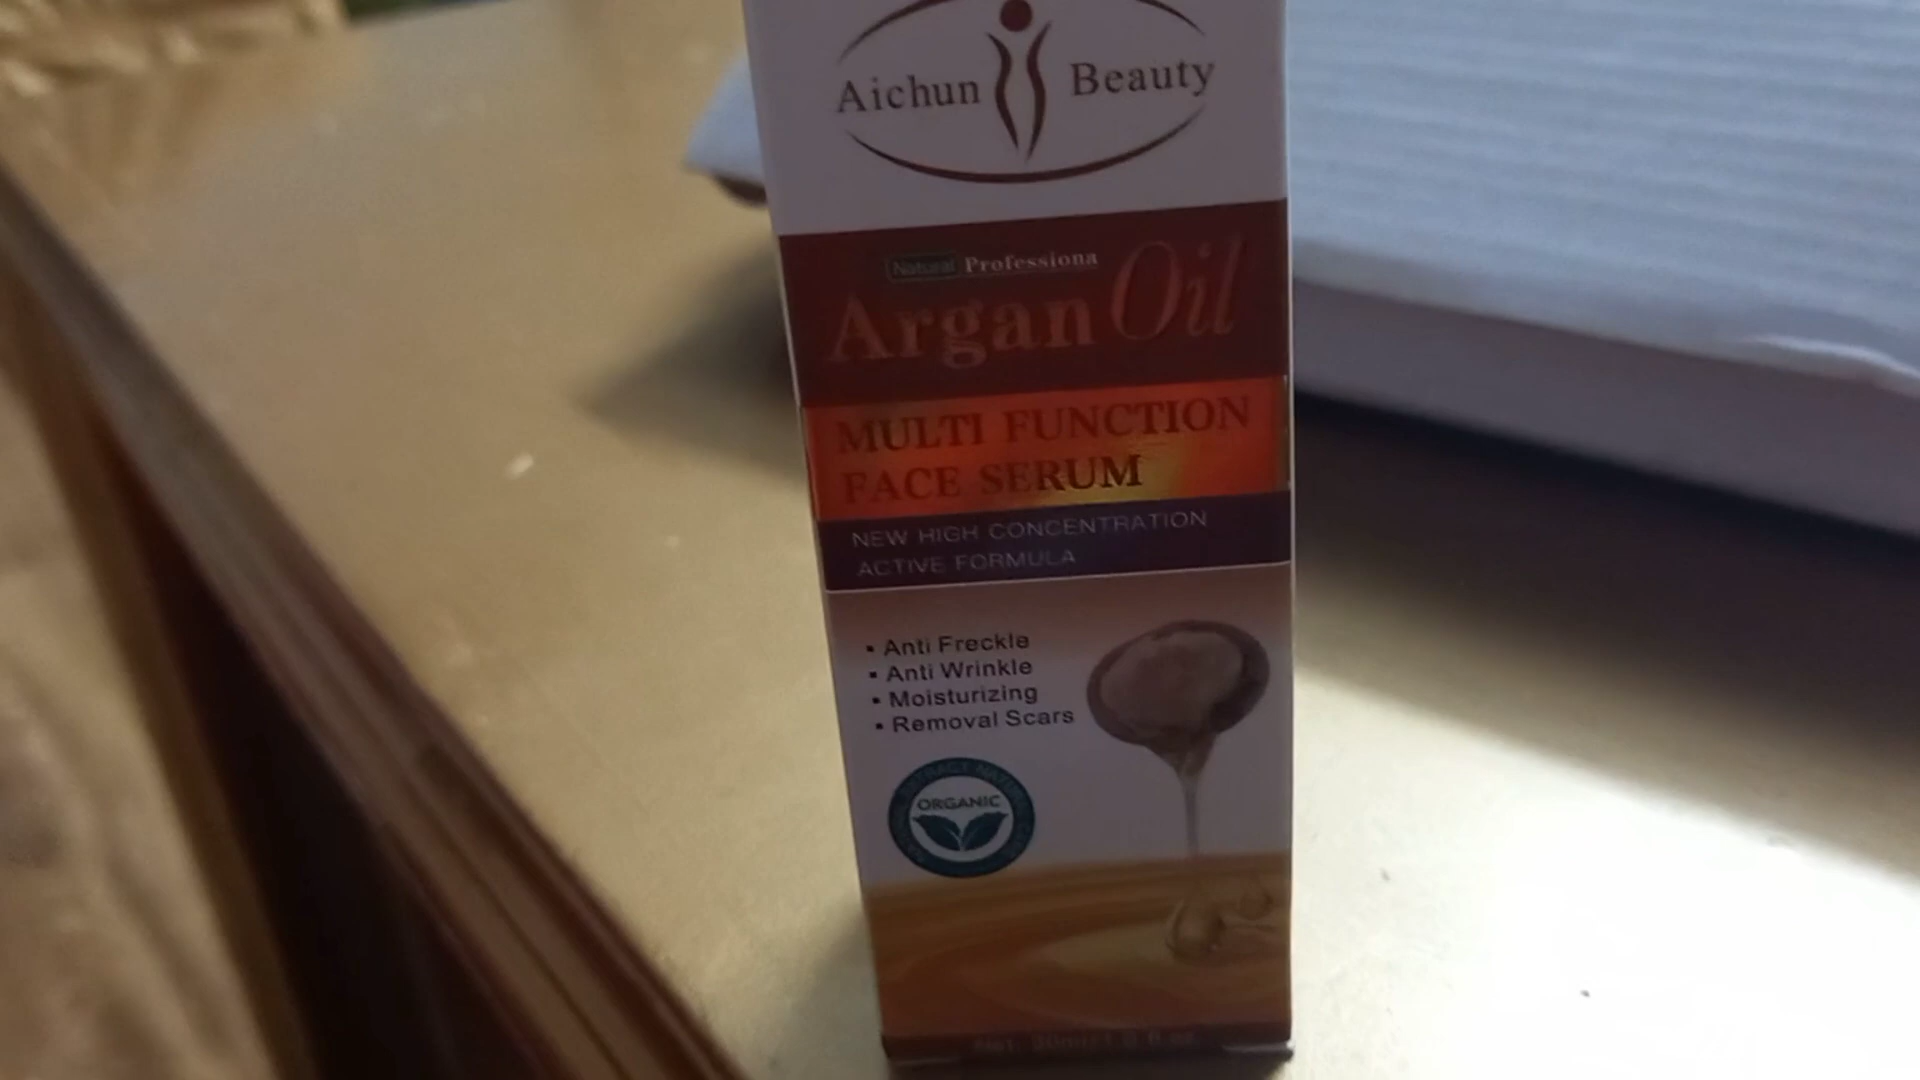 Aichun Beauty
Natural Professiona
Argan Oil
MULTI FUNCTION
FACE SERUM
NEW HIGH CONCENTRATION
ACTIVE FORMULA
▪ Anti Freckle
▪ Anti Wrinkle
▪ Moisturizing
▪ Removal Scars
ORGANIC